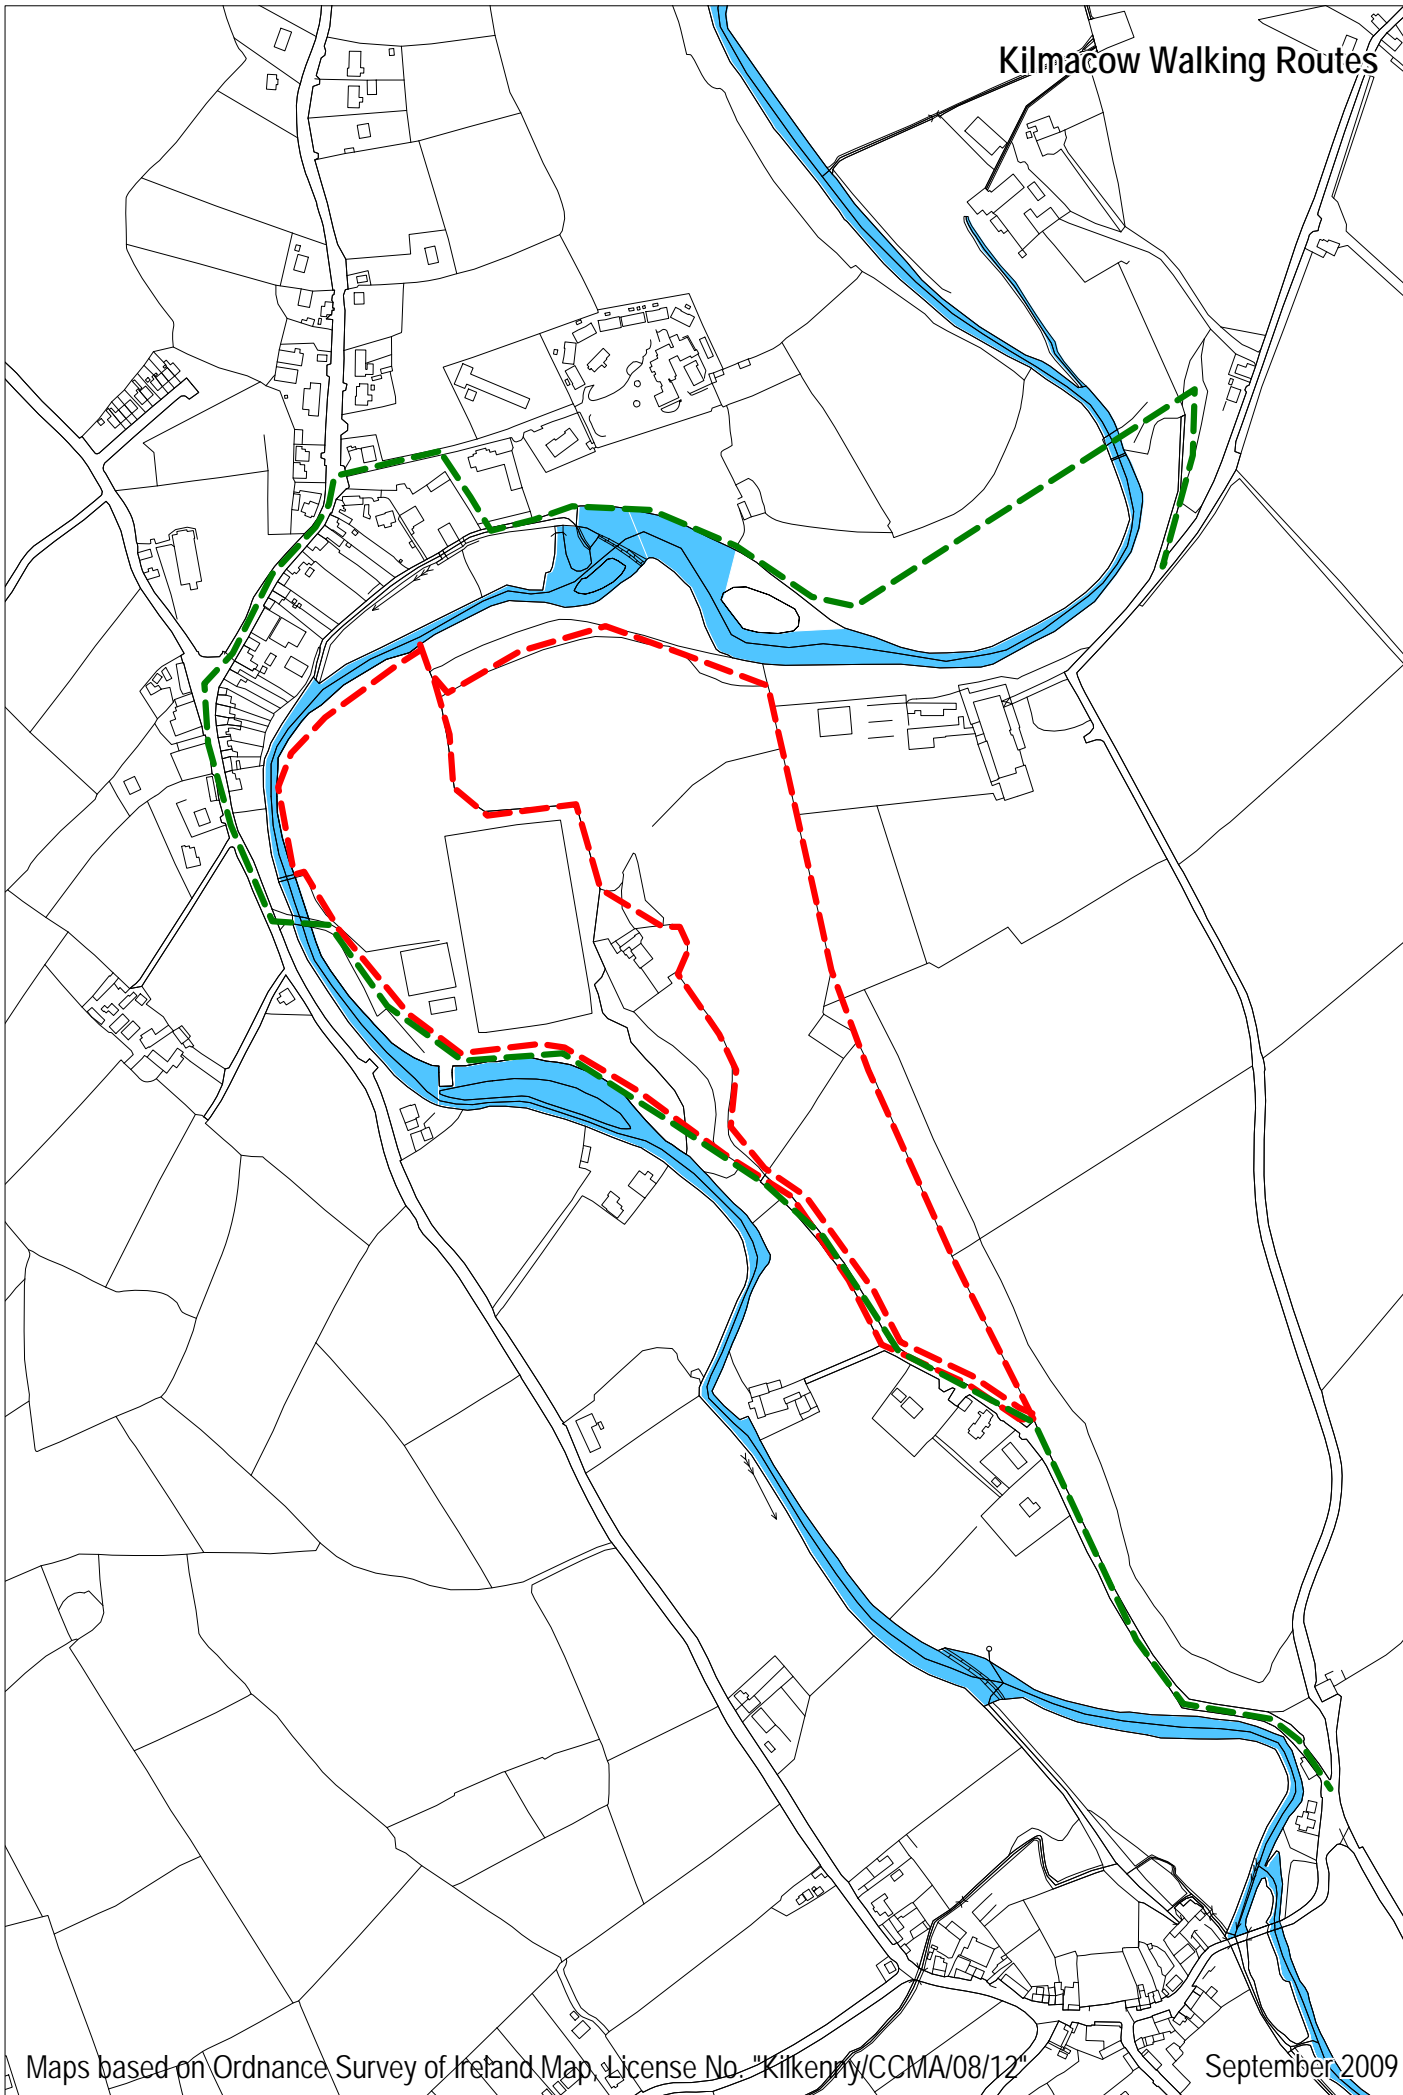 Kilmacow Walking Routes
Maps based on Ordnance Survey of Ireland Map, License No. "Kilkenny/CCMA/08/12"
September 2009